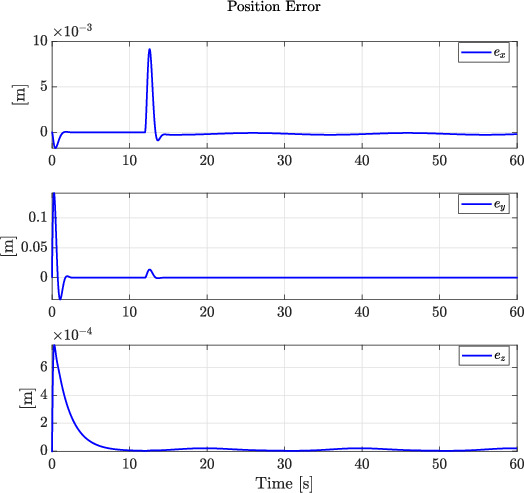 Position Error
×10⁻³
10
5
0
[m]
e_x
0 10 20 30 40 50 60
0.1
0.05
0
[m]
e_y
0 10 20 30 40 50 60
×10⁻⁴
6
4
2
0
[m]
e_z
0 10 20 30 40 50 60
Time [s]